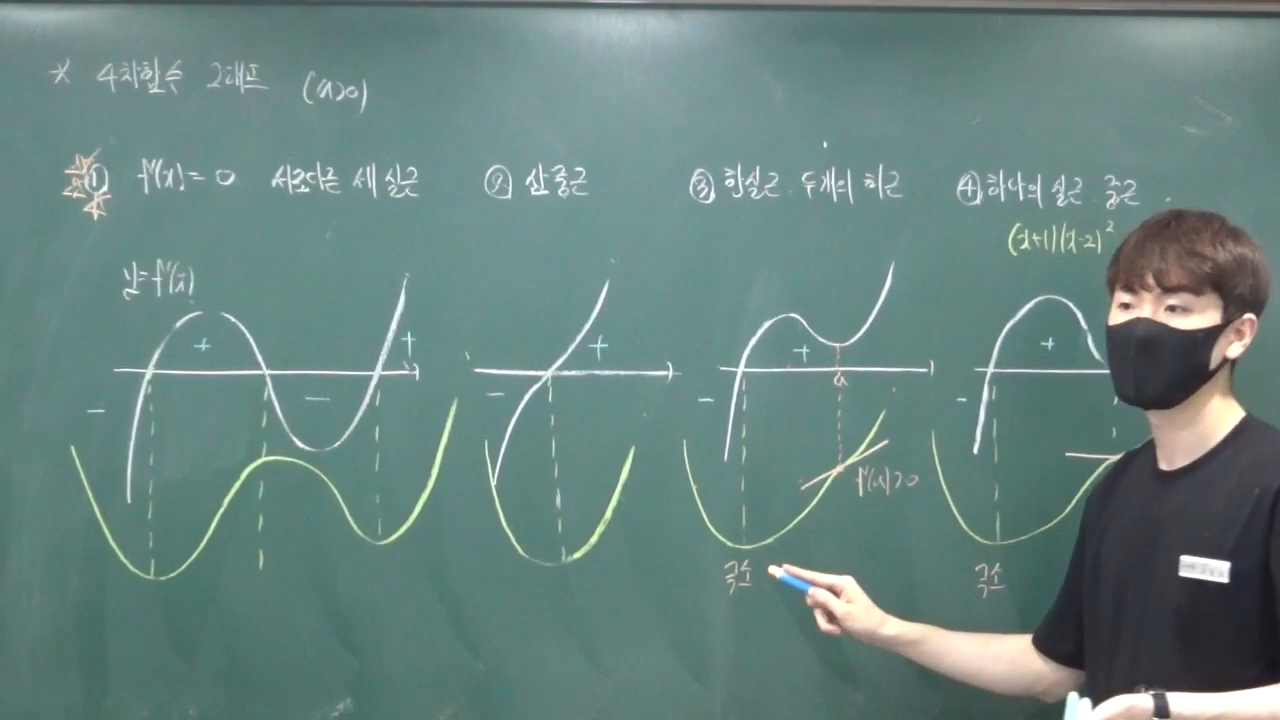 * 4차함수 그래프 (a>0)
① f'(x)=0 서로다른 세 실근
② 삼중근
③ 한실근 두개의 허근
④ 하나의 실근 중근
(x+1)(x-2)²
y=f'(x)
+
+
-
-
+
-
+
-
a
f'(a)>0
극소
+
-
극소